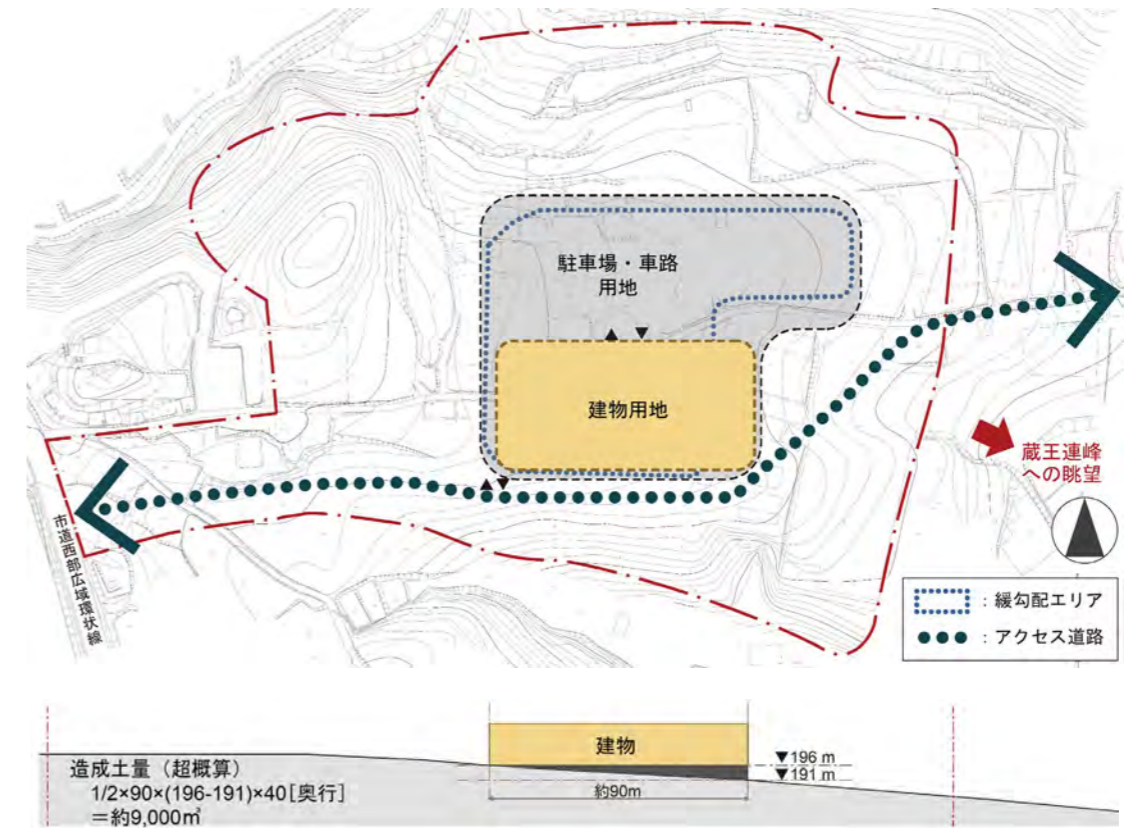 駐車場・車路
用地
建物用地
蔵王連峰
への眺望
市道西部広域環状線
：緩勾配エリア
：アクセス道路
建物
▼196 m
▼191 m
約90m
造成土量（超概算）
1/2×90×(196-191)×40[奥行]
＝約9,000㎥